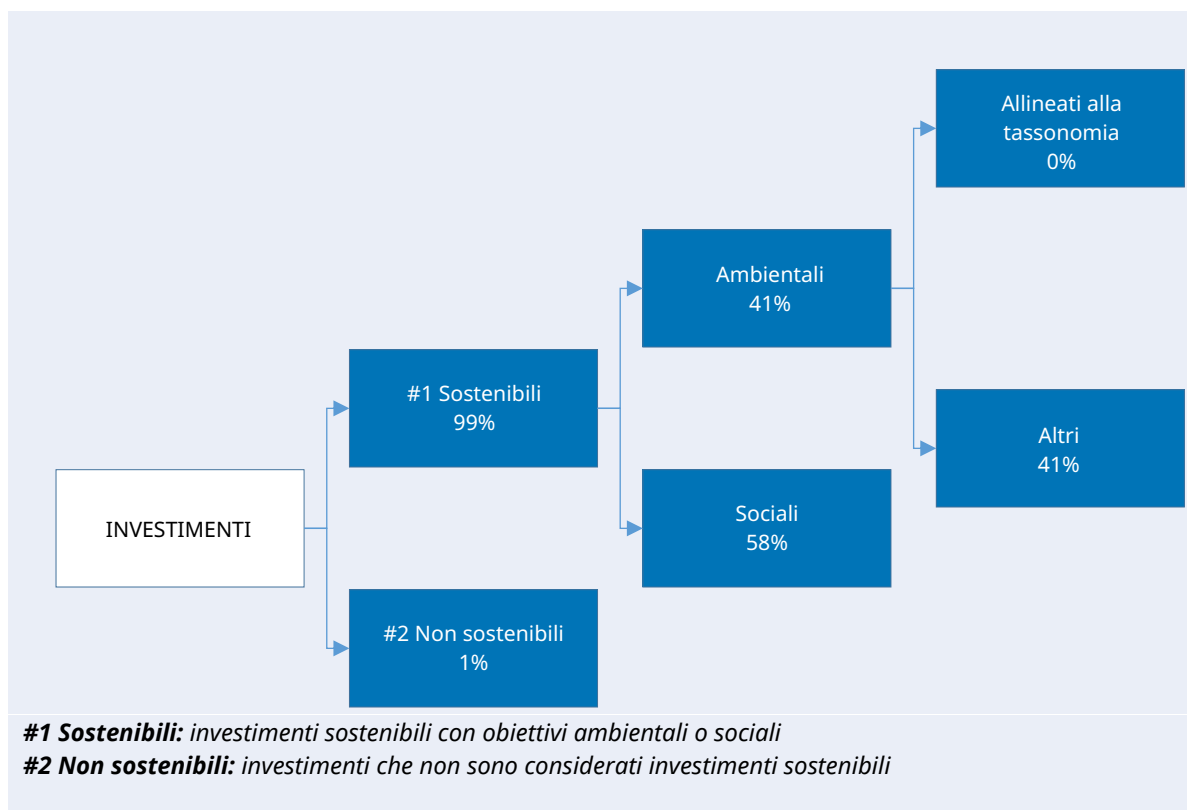 Allineati alla
tassonomia
0%
Ambientali
41%
#1 Sostenibili
99%
Altri
41%
INVESTIMENTI
Sociali
58%
#2 Non sostenibili
1%
#1 Sostenibili: investimenti sostenibili con obiettivi ambientali o sociali
#2 Non sostenibili: investimenti che non sono considerati investimenti sostenibili